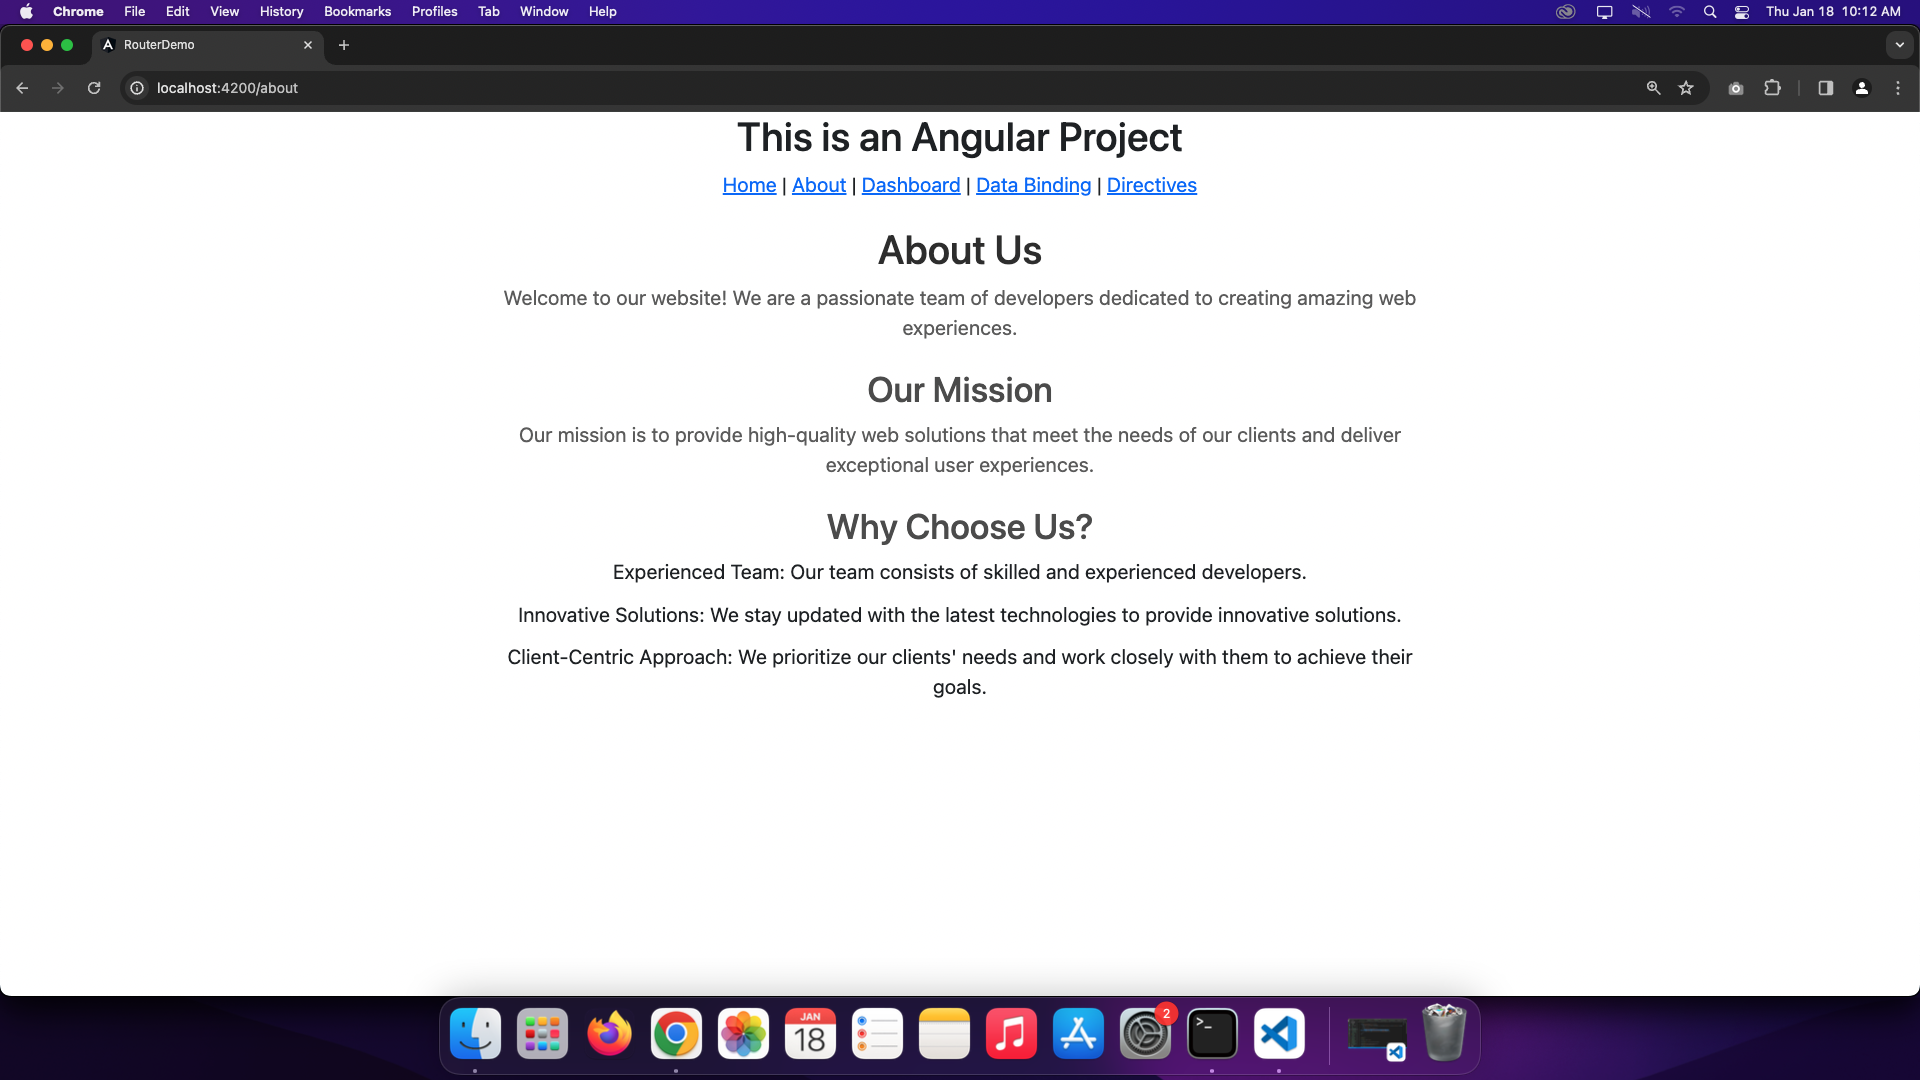 Chrome File Edit View History Bookmarks Profiles Tab Window Help Thu Jan 18 10:12 AM
RouterDemo
localhost:4200/about
This is an Angular Project
Home | About | Dashboard | Data Binding | Directives
About Us
Welcome to our website! We are a passionate team of developers dedicated to creating amazing web
experiences.
Our Mission
Our mission is to provide high-quality web solutions that meet the needs of our clients and deliver
exceptional user experiences.
Why Choose Us?
Experienced Team: Our team consists of skilled and experienced developers.
Innovative Solutions: We stay updated with the latest technologies to provide innovative solutions.
Client-Centric Approach: We prioritize our clients' needs and work closely with them to achieve their
goals.
JAN
18
2
>_